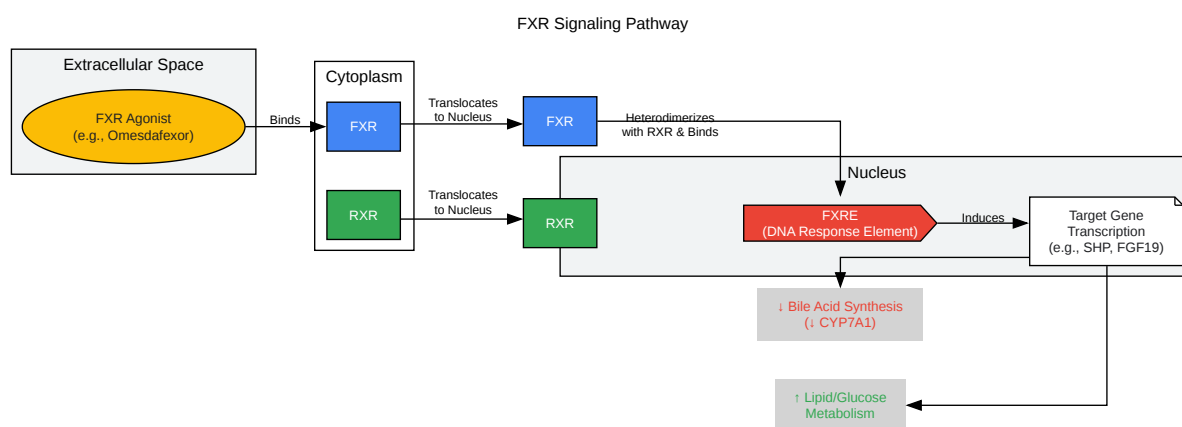 FXR Signaling Pathway
Extracellular Space
FXR Agonist
(e.g., Omesdafexor)
Binds
Cytoplasm
FXR
RXR
Translocates
to Nucleus
Translocates
to Nucleus
FXR
RXR
Heterodimerizes
with RXR & Binds
Nucleus
FXRE
(DNA Response Element)
Induces
Target Gene
Transcription
(e.g., SHP, FGF19)
↓ Bile Acid Synthesis
(↓ CYP7A1)
↑ Lipid/Glucose
Metabolism